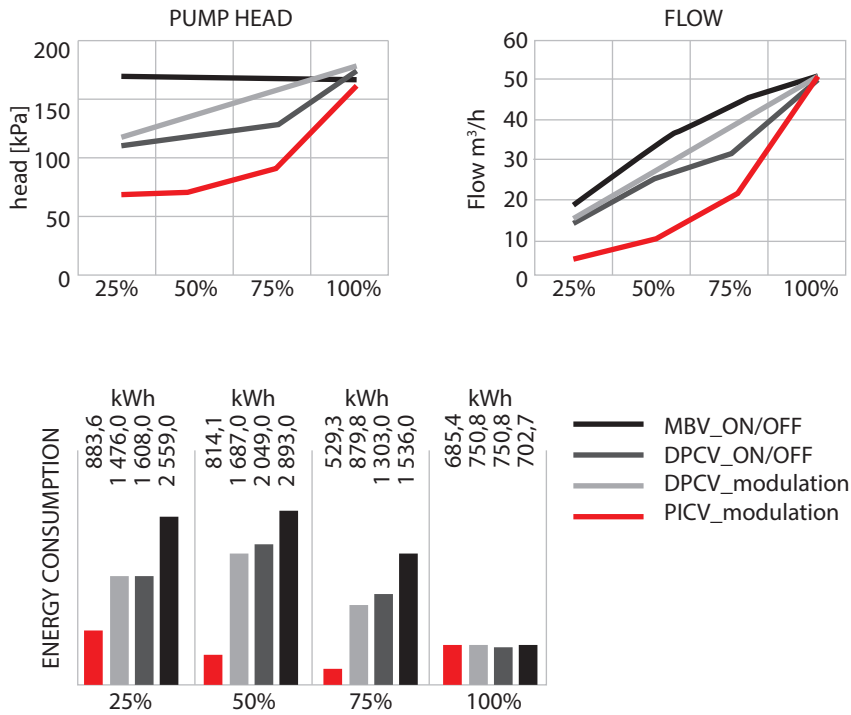 PUMP HEAD
head [kPa]
200
150
100
50
0
25% 50% 75% 100%
FLOW
Flow m³/h
60
50
40
30
20
10
0
25% 50% 75% 100%
ENERGY CONSUMPTION
kWh
883,6
1 476,0
1 608,0
2 559,0
25%
kWh
814,1
1 687,0
2 049,0
2 893,0
50%
kWh
529,3
879,8
1 303,0
1 536,0
75%
kWh
685,4
750,8
750,8
702,7
100%
MBV_ON/OFF
DPCV_ON/OFF
DPCV_modulation
PICV_modulation